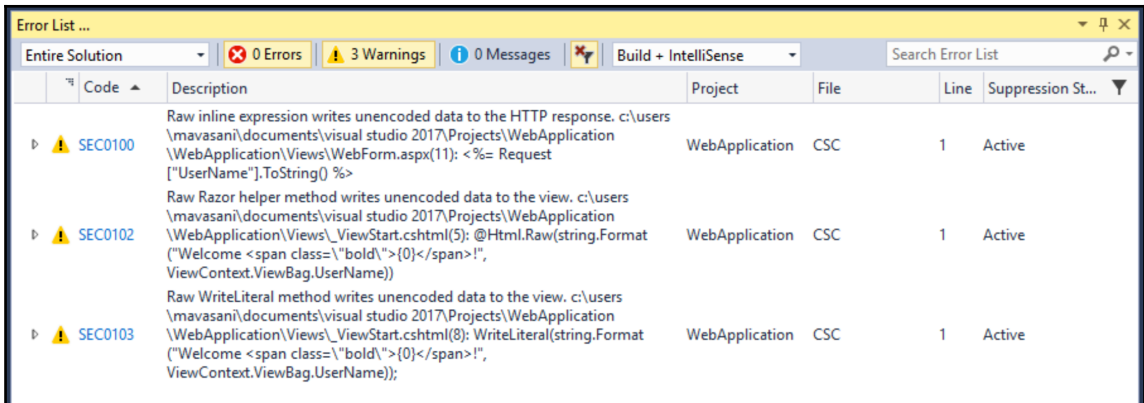 Error List ...
Entire Solution 0 Errors 3 Warnings 0 Messages Build + IntelliSense Search Error List
Code Description Project File Line Suppression St...
Raw inline expression writes unencoded data to the HTTP response. c:\users
\mavasani\documents\visual studio 2017\Projects\WebApplication
SEC0100 \WebApplication\Views\WebForm.aspx(11): <%= Request WebApplication CSC 1 Active
["UserName"].ToString() %>
Raw Razor helper method writes unencoded data to the view. c:\users
\mavasani\documents\visual studio 2017\Projects\WebApplication
SEC0102 \WebApplication\Views\_ViewStart.cshtml(5): @Html.Raw(string.Format WebApplication CSC 1 Active
("Welcome <span class=\"bold\">{0}</span>!",
ViewContext.ViewBag.UserName))
Raw WriteLiteral method writes unencoded data to the view. c:\users
\mavasani\documents\visual studio 2017\Projects\WebApplication
SEC0103 \WebApplication\Views\_ViewStart.cshtml(8): WriteLiteral(string.Format WebApplication CSC 1 Active
("Welcome <span class=\"bold\">{0}</span>!",
ViewContext.ViewBag.UserName));